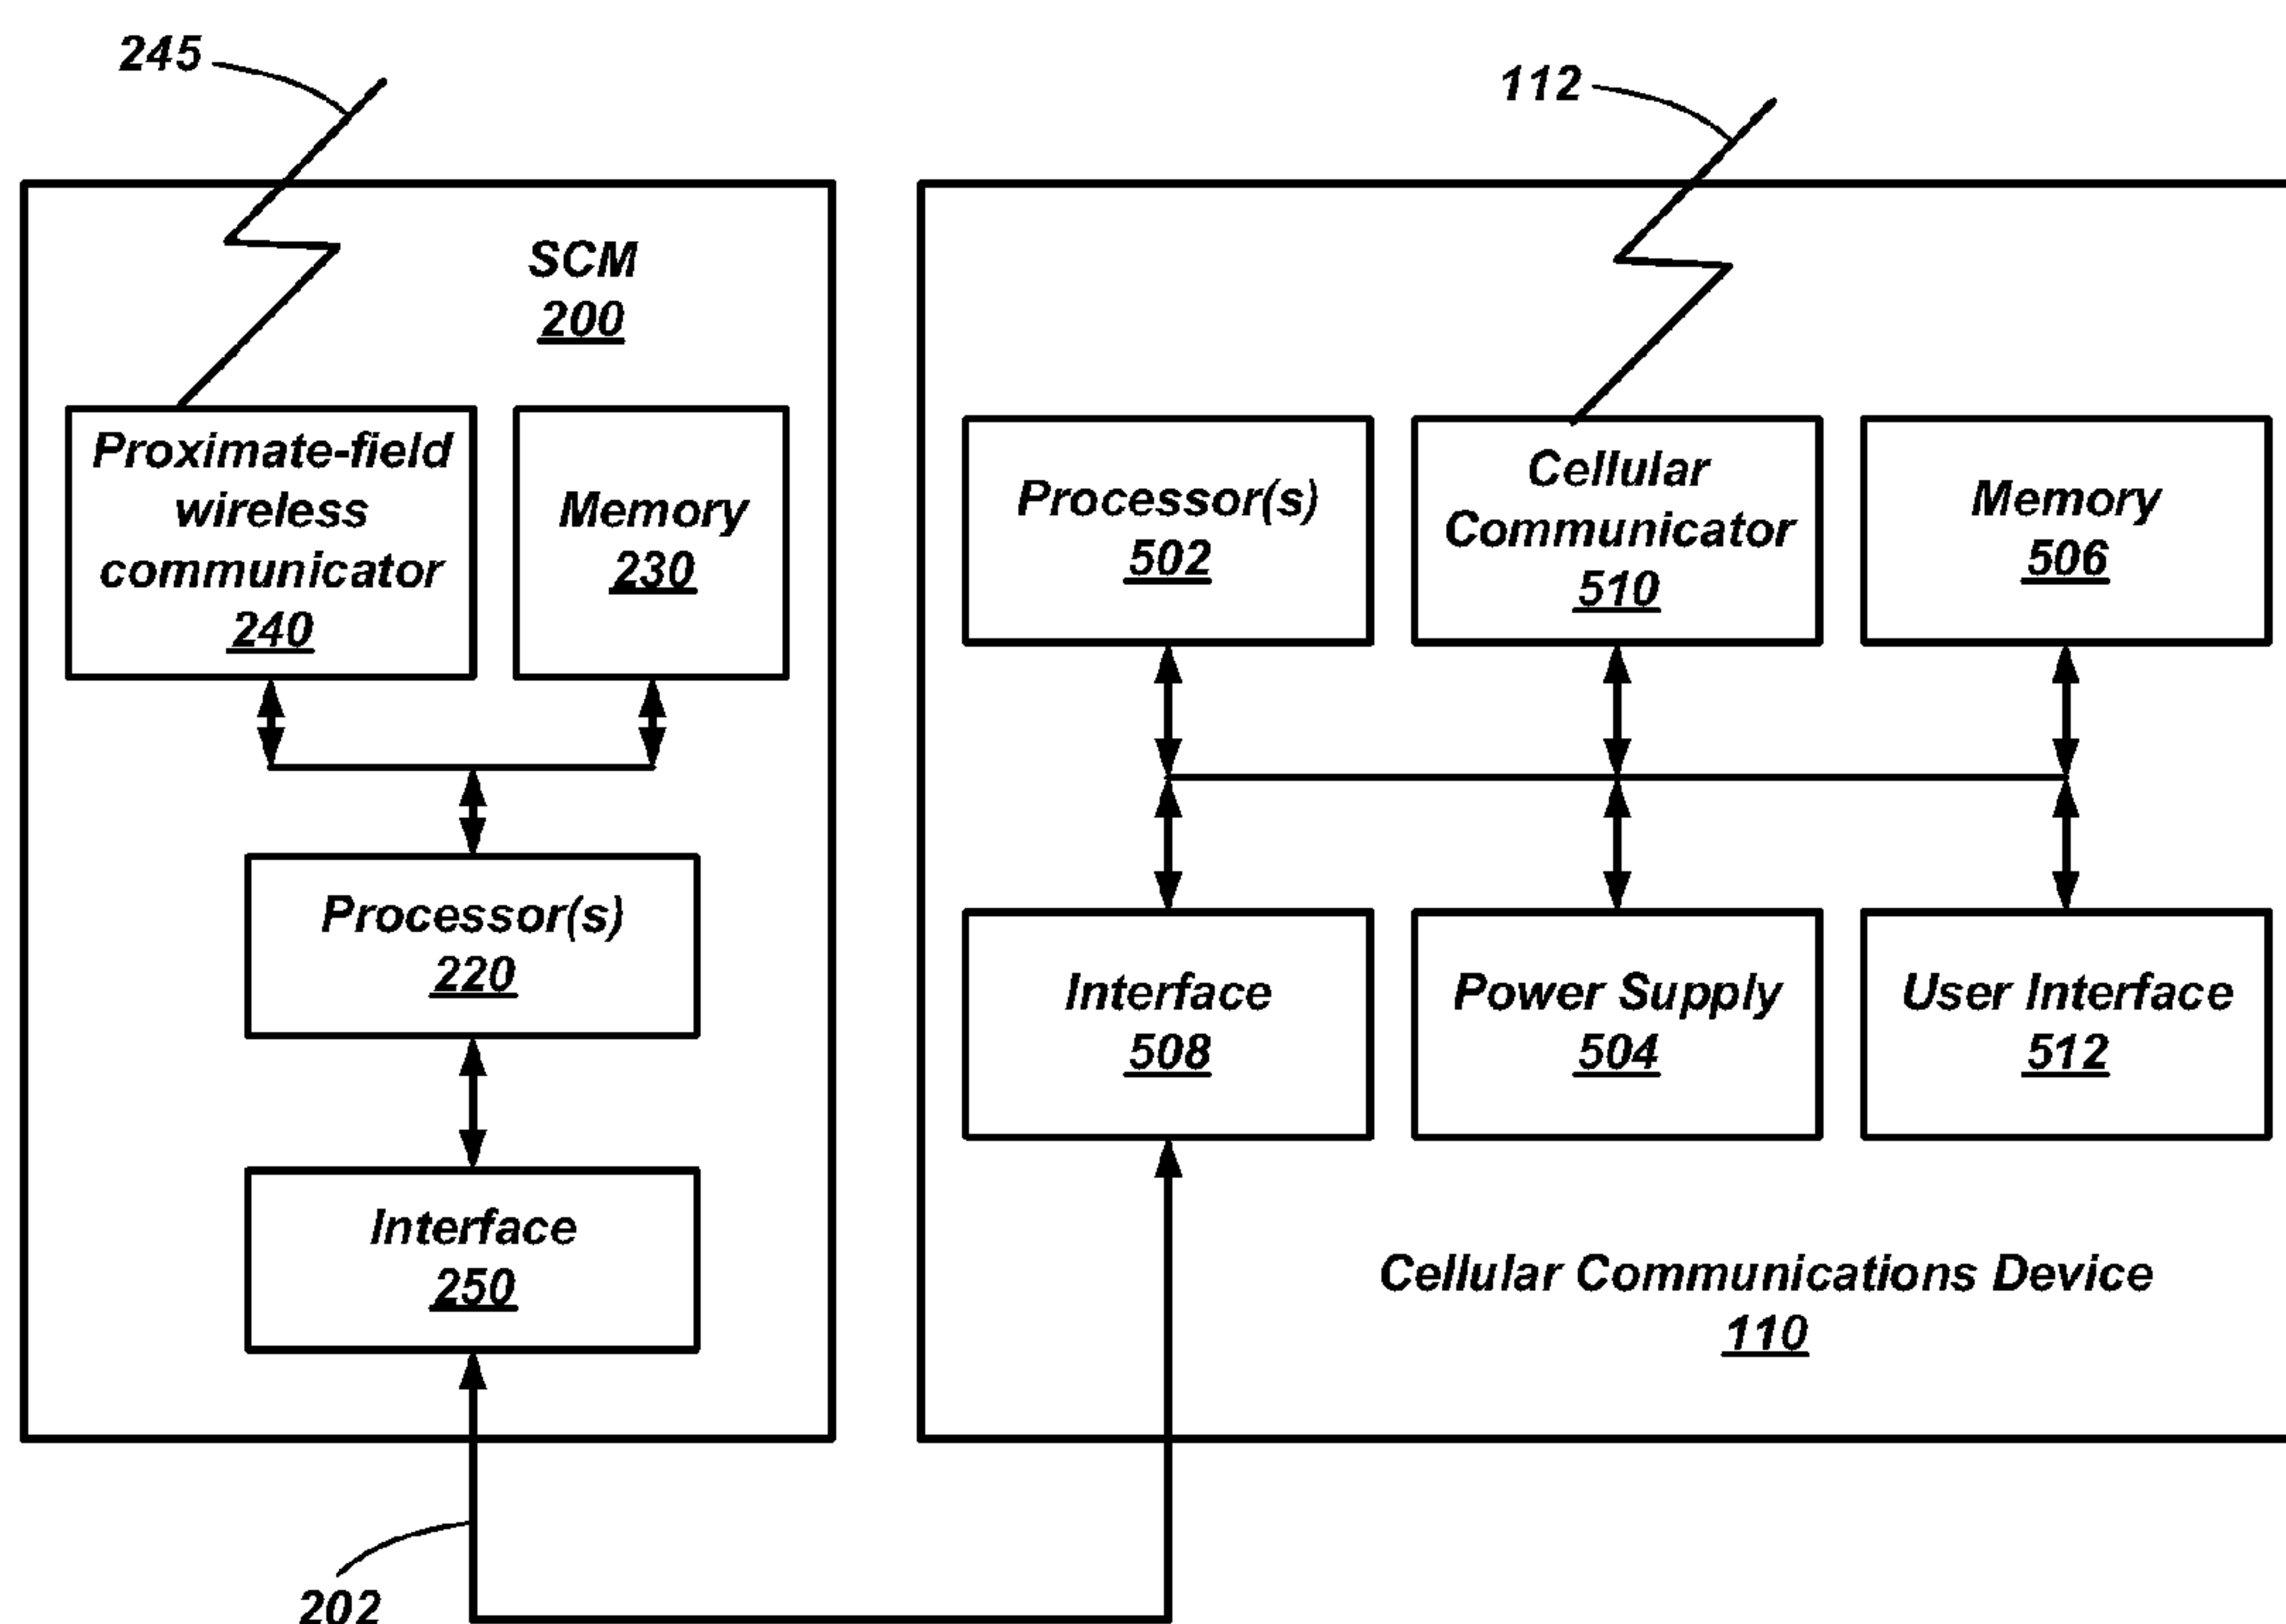 245
112
SCM
200
Proximate-field
wireless
communicator
240
Memory
230
Processor(s)
220
Interface
250
202
Processor(s)
502
Cellular
Communicator
510
Memory
506
Interface
508
Power Supply
504
User Interface
512
Cellular Communications Device
110